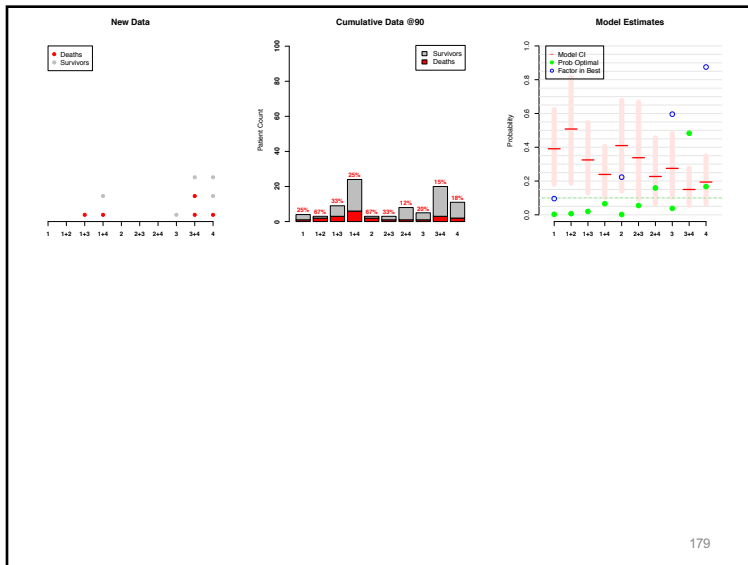 New Data
Deaths
Survivors
1 1+2 1+3 1+4 2 2+3 2+4 3 3+4 4
Cumulative Data @90
Patient Count
100
80
60
40
20
0
Survivors
Deaths
25% 67% 33% 25% 67% 33% 12% 20% 15% 18%
1 1+2 1+3 1+4 2 2+3 2+4 3 3+4 4
Model Estimates
Probability
1.0
0.8
0.6
0.4
0.2
0.0
Model CI
Prob Optimal
Factor in Best
1 1+2 1+3 1+4 2 2+3 2+4 3 3+4 4
179